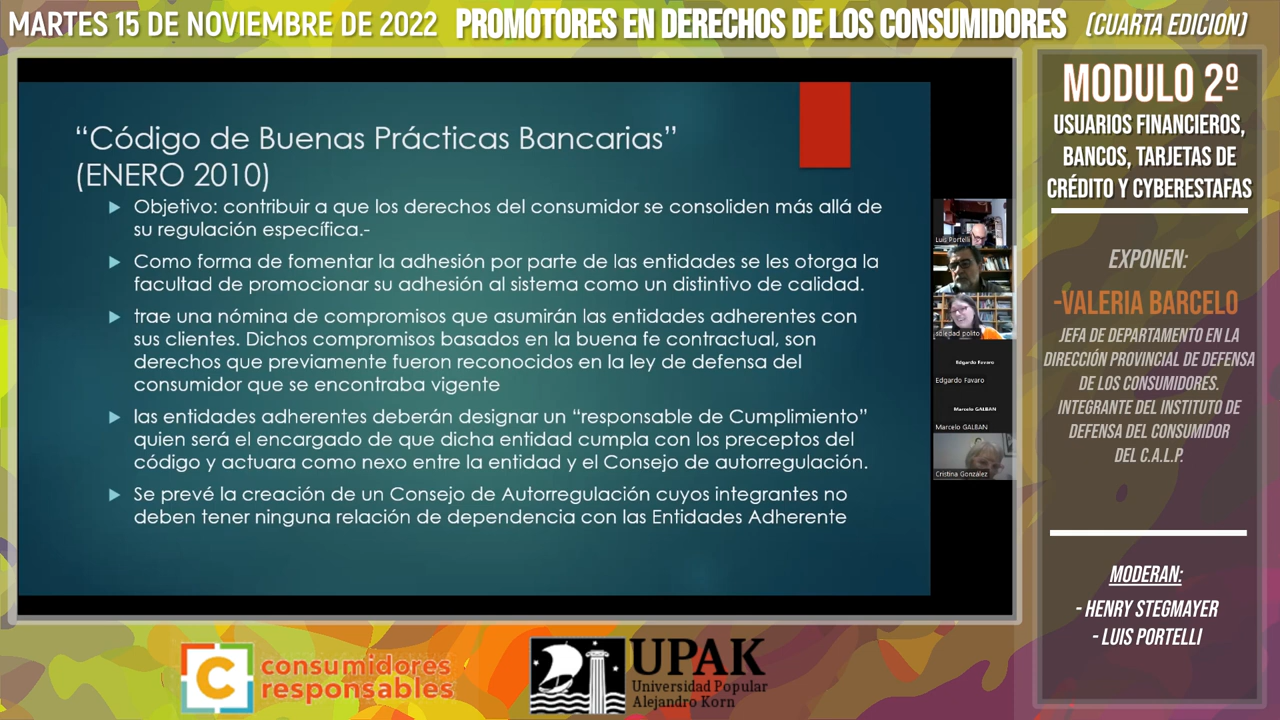 MARTES 15 DE NOVIEMBRE DE 2022 PROMOTORES EN DERECHOS DE LOS CONSUMIDORES (CUARTA EDICION)
“Código de Buenas Prácticas Bancarias”
(ENERO 2010)
Objetivo: contribuir a que los derechos del consumidor se consoliden más allá de
su regulación específica.-
Como forma de fomentar la adhesión por parte de las entidades se les otorga la
facultad de promocionar su adhesión al sistema como un distintivo de calidad.
trae una nómina de compromisos que asumirán las entidades adherentes con
sus clientes. Dichos compromisos basados en la buena fe contractual, son
derechos que previamente fueron reconocidos en la ley de defensa del
consumidor que se encontraba vigente
las entidades adherentes deberán designar un “responsable de Cumplimiento”
quien será el encargado de que dicha entidad cumpla con los preceptos del
código y actuara como nexo entre la entidad y el Consejo de autorregulación.
Se prevé la creación de un Consejo de Autorregulación cuyos integrantes no
deben tener ninguna relación de dependencia con las Entidades Adherente
Luis Portelli
soledad polito
Edgardo Favaro
Edgardo Favaro
Marcelo GALBAN
Marcelo GALBAN
Cristina González
MODULO 2º
USUARIOS FINANCIEROS,
BANCOS, TARJETAS DE
CRÉDITO Y CYBERESTAFAS
EXPONEN:
-VALERIA BARCELO
JEFA DE DEPARTAMENTO EN LA
DIRECCIÓN PROVINCIAL DE DEFENSA
DE LOS CONSUMIDORES.
INTEGRANTE DEL INSTITUTO DE
DEFENSA DEL CONSUMIDOR
DEL C.A.L.P.
MODERAN:
- HENRY STEGMAYER
- LUIS PORTELLI
C consumidores
responsables
UPAK
Universidad Popular
Alejandro Korn